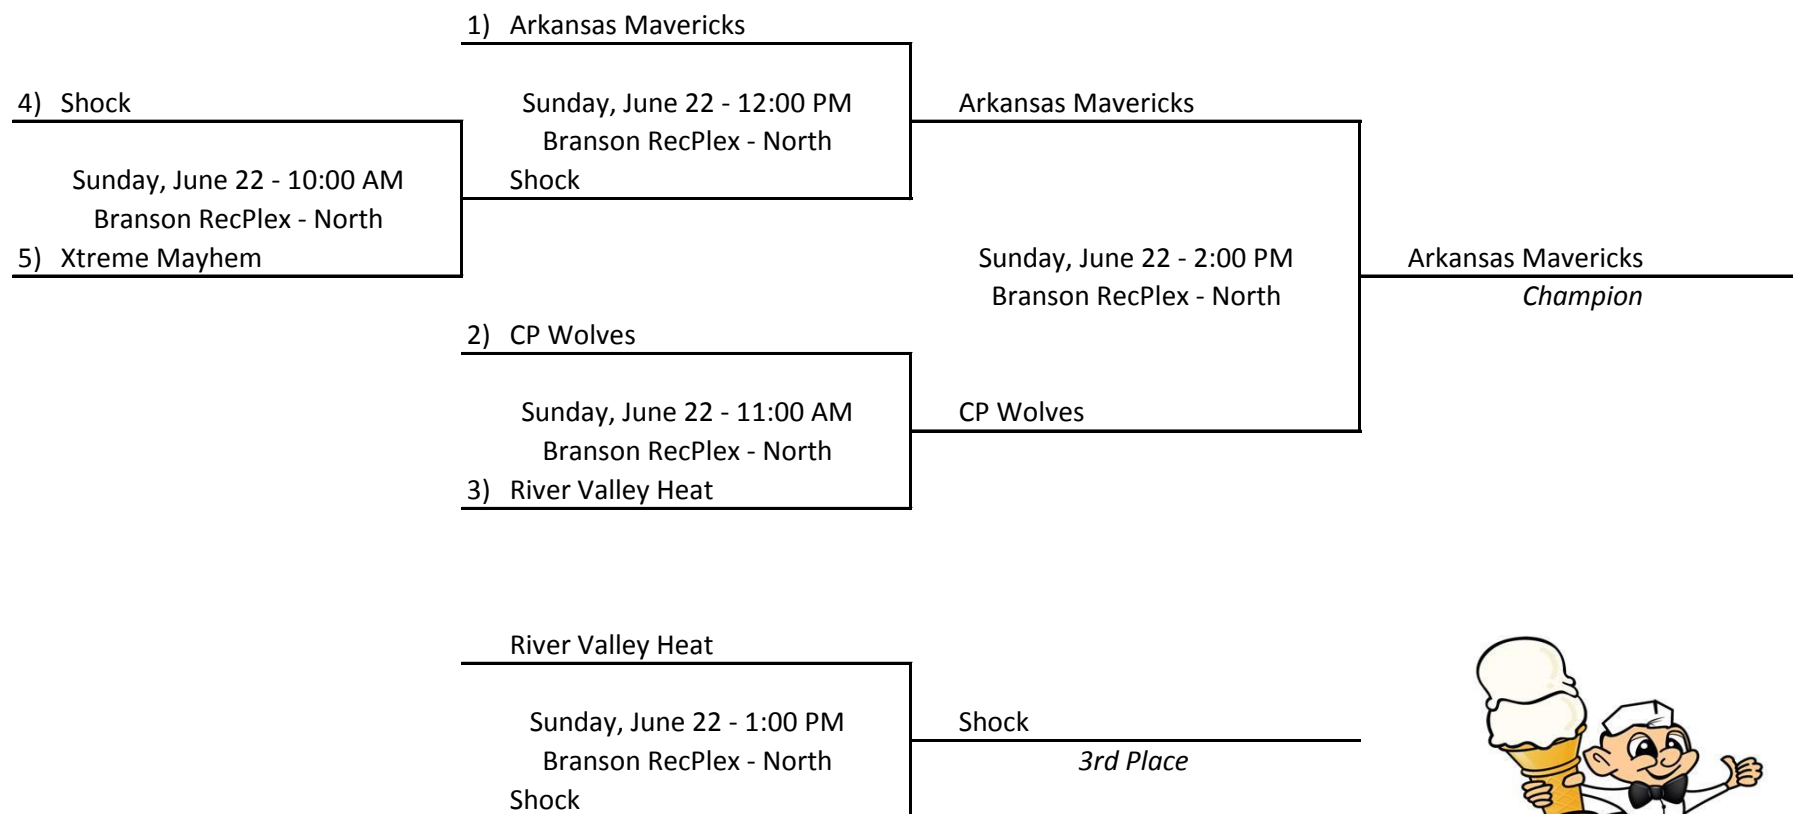 1) Arkansas Mavericks
4) Shock
Sunday, June 22 - 12:00 PM
Arkansas Mavericks
Branson RecPlex - North
Sunday, June 22 - 10:00 AM
Shock
Branson RecPlex - North
5) Xtreme Mayhem
Sunday, June 22 - 2:00 PM
Arkansas Mavericks
Branson RecPlex - North
Champion
2) CP Wolves
Sunday, June 22 - 11:00 AM
CP Wolves
Branson RecPlex - North
3) River Valley Heat
River Valley Heat
Sunday, June 22 - 1:00 PM
Shock
Branson RecPlex - North
3rd Place
Shock